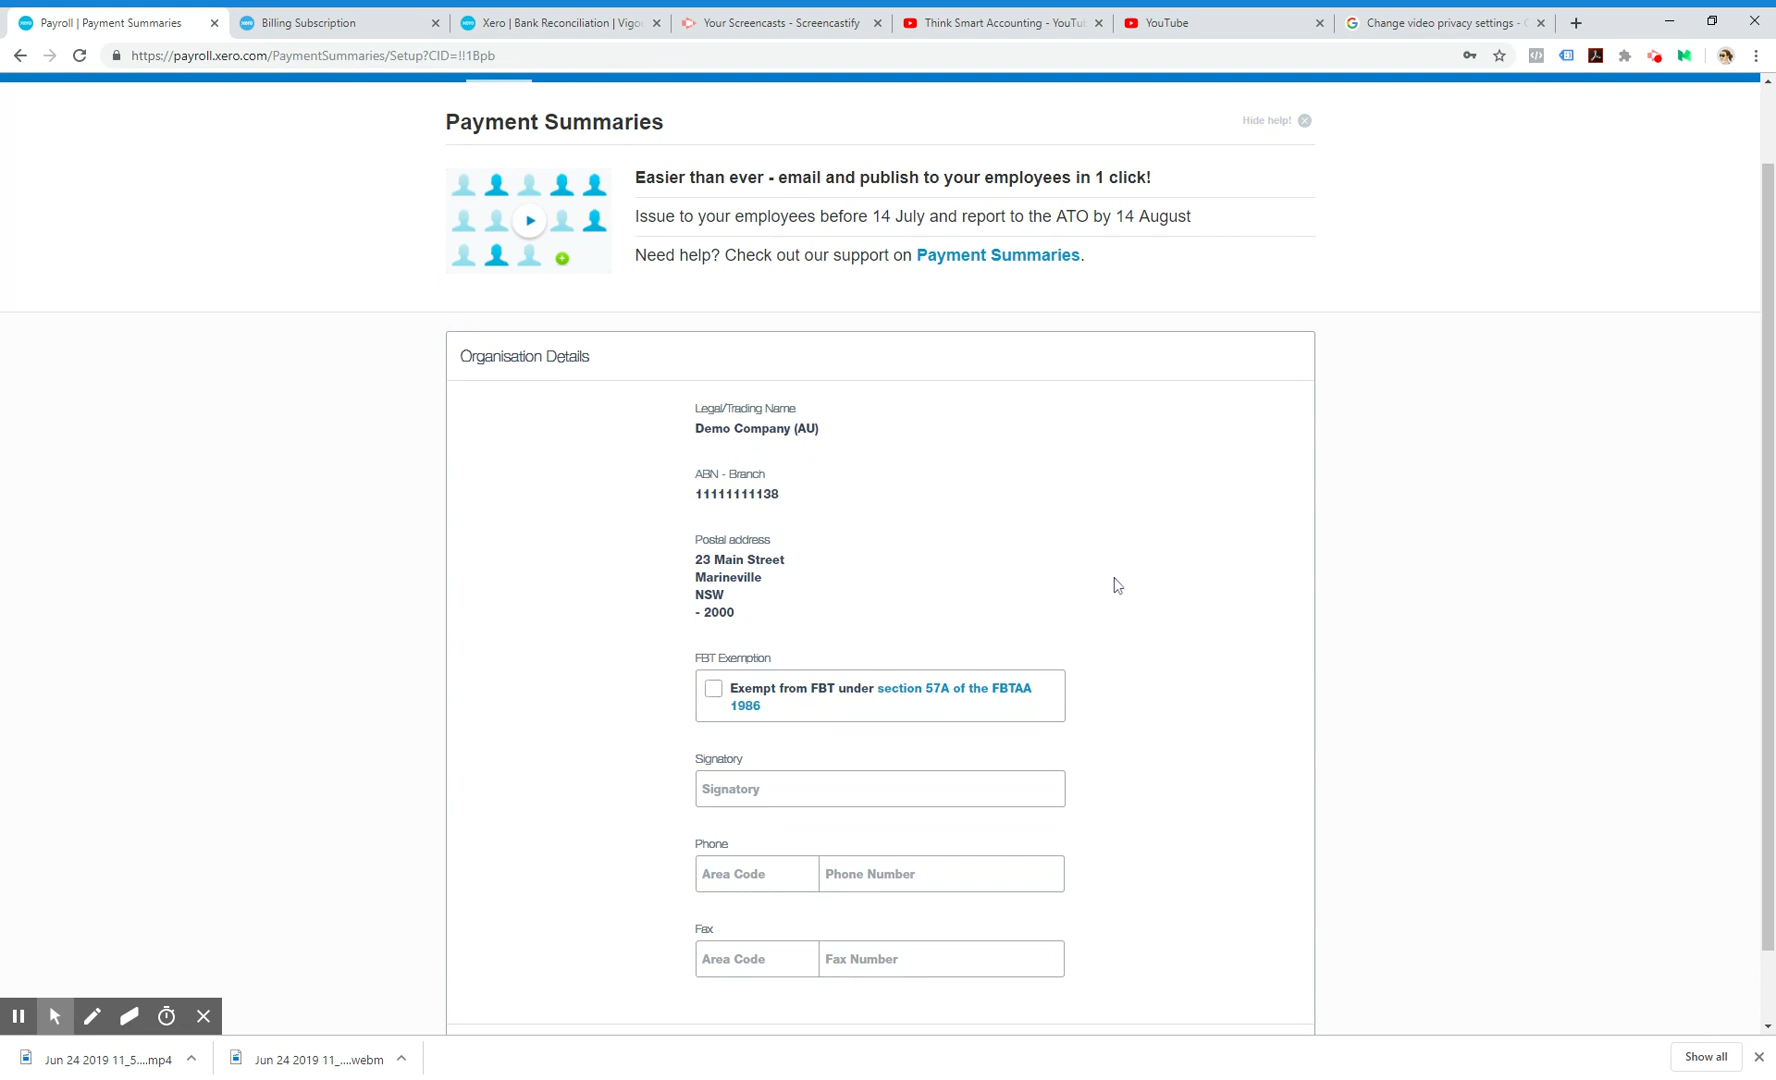 Payroll | Payment Summaries
Billing Subscription
Xero | Bank Reconciliation | Vigo
Your Screencasts - Screencastify
Think Smart Accounting - YouTu
YouTube
Change video privacy settings -
https://payroll.xero.com/PaymentSummaries/Setup?CID=!!1Bpb
Payment Summaries
Hide help!
Easier than ever - email and publish to your employees in 1 click!
Issue to your employees before 14 July and report to the ATO by 14 August
Need help? Check out our support on Payment Summaries.
Organisation Details
Legal/Trading Name
Demo Company (AU)
ABN - Branch
11111111138
Postal address
23 Main Street
Marineville
NSW
- 2000
FBT Exemption
Exempt from FBT under section 57A of the FBTAA
1986
Signatory
Signatory
Phone
Area Code
Phone Number
Fax
Area Code
Fax Number
Jun 24 2019 11_5....mp4
Jun 24 2019 11_....webm
Show all